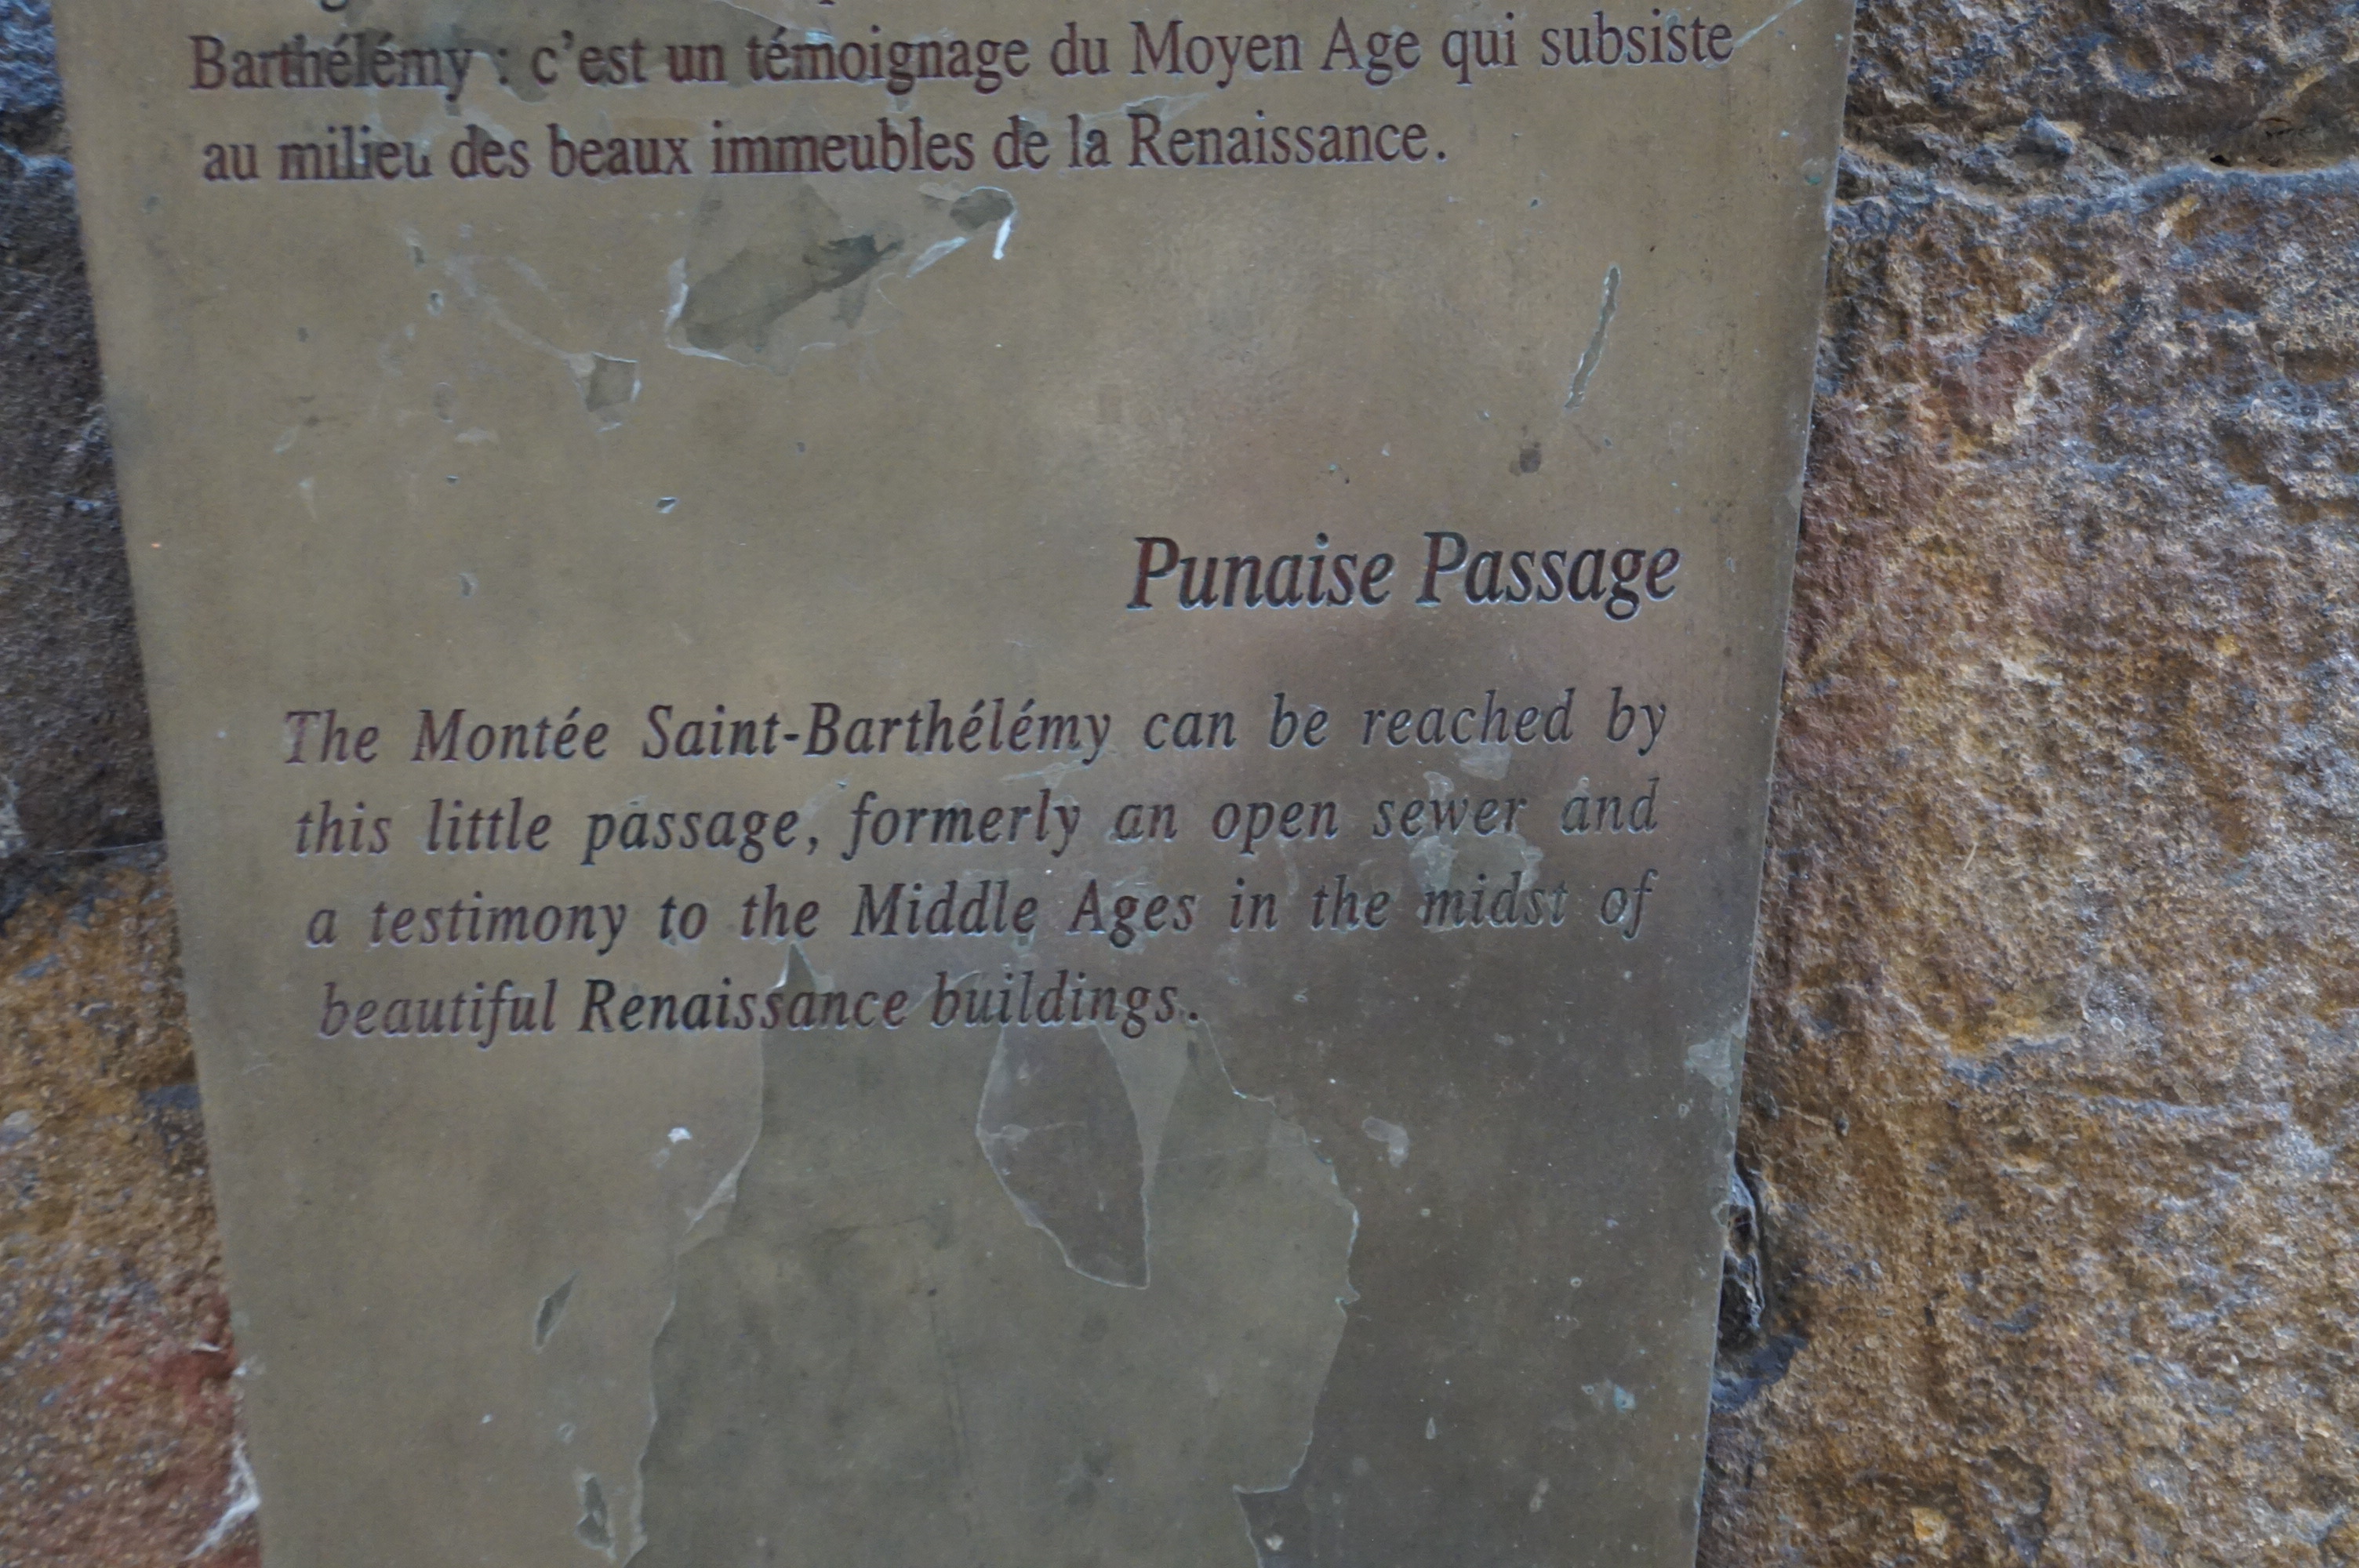 Barthélémy : c'est un témoignage du Moyen Age qui subsiste
au milieu des beaux immeubles de la Renaissance.
Punaise Passage
The Montée Saint-Barthélémy can be reached by
this little passage, formerly an open sewer and
a testimony to the Middle Ages in the midst of
beautiful Renaissance buildings.